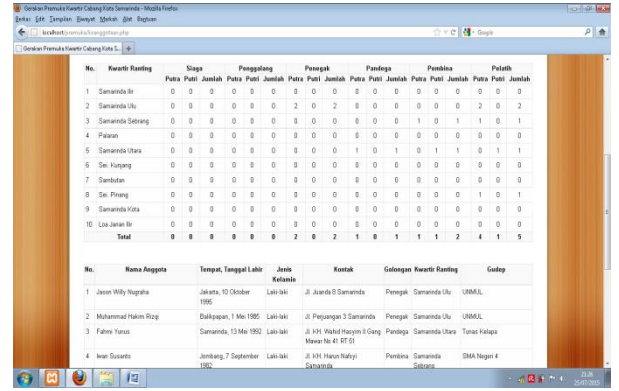 Gerakan Pramuka Kwartir Cabang Kota Samarinda - Mozilla Firefox
Berkas Edit Tampilan Riwayat Markah Alat Bantuan
Google
Gerakan Pramuka Kwartir Cabang Kota S...
No. Kwartir Ranting Siaga Penggalang Penegak Pandega Pembina Pelatih
Putra Putri Jumlah Putra Putri Jumlah Putra Putri Jumlah Putra Putri Jumlah Putra Putri Jumlah Putra Putri Jumlah
1 Samarinda Ilir 0 0 0 0 0 0 0 0 0 0 0 0 0 0 0 0 0 0
2 Samarinda Ulu 0 0 0 0 0 0 2 0 2 0 0 0 0 0 0 2 0 2
3 Samarinda Sebrang 0 0 0 0 0 0 0 0 0 0 0 0 1 0 1 1 0 1
4 Palaran 0 0 0 0 0 0 0 0 0 0 0 0 0 0 0 0 0 0
5 Samarinda Utara 0 0 0 0 0 0 0 0 0 1 0 1 0 1 1 0 1 1
6 Sei. Kunjang 0 0 0 0 0 0 0 0 0 0 0 0 0 0 0 0 0 0
7 Sambutan 0 0 0 0 0 0 0 0 0 0 0 0 0 0 0 0 0 0
8 Sei. Pinang 0 0 0 0 0 0 0 0 0 0 0 0 0 0 0 1 0 1
9 Samarinda Kota 0 0 0 0 0 0 0 0 0 0 0 0 0 0 0 0 0 0
10 Loa Janan Ilir 0 0 0 0 0 0 0 0 0 0 0 0 0 0 0 0 0 0
Total 0 0 0 0 0 0 2 0 2 1 0 1 1 1 2 4 1 5
No. Nama Anggota Tempat, Tanggal Lahir Jenis Kontak Golongan Kwartir Ranting Gudep
Kelamin
1 Jason Willy Nugraha Jakarta, 10 Oktober Laki-laki Jl. Juanda 8 Samarinda Penegak Samarinda Ulu UNMUL
1995
2 Muhammad Hakim Rizqi Balikpapan, 1 Mei 1985 Laki-laki Jl. Perjuangan 3 Samarinda Penegak Samarinda Ulu UNMUL
3 Fahmi Yunus Samarinda, 13 Mei 1992 Laki-laki Jl. KH. Wahid Hasyim II Gang Pandega Samarinda Utara Tunas Kelapa
Mawar No 41 RT 51
4 Iwan Susanto Jombang, 7 September Laki-laki Jl. KH. Harun Nafsyi Pembina Samarinda SMA Negeri 4
1982 Samarinda Sebrang
25/07/2015